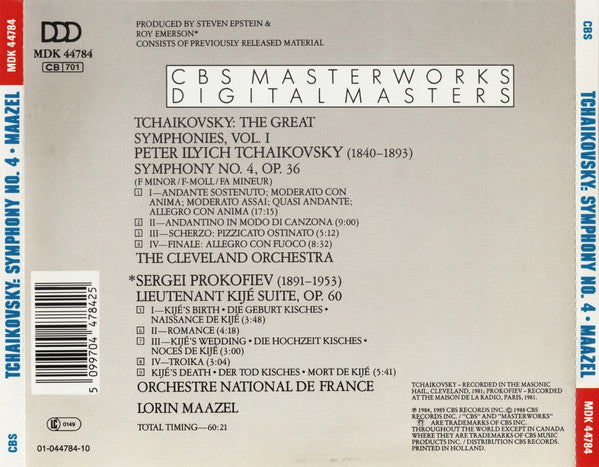 MDK 44784
TCHAIKOVSKY: SYMPHONY NO. 4 • MAAZEL
CBS
DDD
MDK 44784
CB 701
PRODUCED BY STEVEN EPSTEIN &
ROY EMERSON*
CONSISTS OF PREVIOUSLY RELEASED MATERIAL
CBS MASTERWORKS
DIGITAL MASTERS
TCHAIKOVSKY: THE GREAT
SYMPHONIES, VOL. I
PETER ILYICH TCHAIKOVSKY (1840–1893)
SYMPHONY NO. 4, OP. 36
(F MINOR/F-MOLL/FA MINEUR)
1 I—ANDANTE SOSTENUTO; MODERATO CON
ANIMA; MODERATO ASSAI; QUASI ANDANTE;
ALLEGRO CON ANIMA (17:15)
2 II—ANDANTINO IN MODO DI CANZONA (9:00)
3 III—SCHERZO: PIZZICATO OSTINATO (5:12)
4 IV—FINALE: ALLEGRO CON FUOCO (8:32)
THE CLEVELAND ORCHESTRA
*SERGEI PROKOFIEV (1891–1953)
LIEUTENANT KIJÉ SUITE, OP. 60
5 I—KIJÉ'S BIRTH • DIE GEBURT KISCHES •
NAISSANCE DE KIJÉ (3:48)
6 II—ROMANCE (4:18)
7 III—KIJÉ'S WEDDING • DIE HOCHZEIT KISCHES •
NOCES DE KIJÉ (3:00)
8 IV—TROIKA (3:04)
9 KIJÉ'S DEATH • DER TOD KISCHES • MORT DE KIJÉ (5:41)
ORCHESTRE NATIONAL DE FRANCE
LORIN MAAZEL
TOTAL TIMING—60:21
5 099704 478425
LC 0149
01-044784-10
TCHAIKOVSKY – RECORDED IN THE MASONIC
HALL, CLEVELAND, 1981; PROKOFIEV – RECORDED
AT THE MAISON DE LA RADIO, PARIS, 1981.
℗ 1984, 1985 CBS RECORDS INC. © 1988 CBS
RECORDS INC. / "CBS" AND "MASTERWORKS"
ARE TRADEMARKS OF CBS INC.
THROUGHOUT THE WORLD EXCEPT IN CANADA
WHERE THEY ARE TRADEMARKS OF CBS MUSIC
PRODUCTS INC. / DISTRIBUTION CBS RECORDS.
PRINTED IN HOLLAND.
CBS
TCHAIKOVSKY: SYMPHONY NO. 4 • MAAZEL
MDK 44784